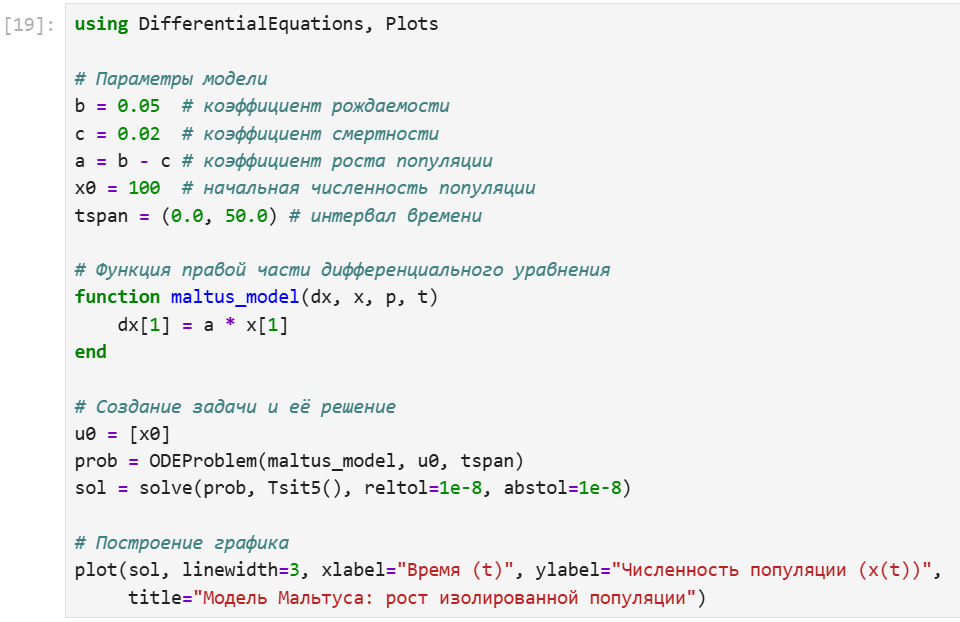 [19]:
using DifferentialEquations, Plots
# Параметры модели
b = 0.05  # коэффициент рождаемости
c = 0.02  # коэффициент смертности
a = b - c # коэффициент роста популяции
x0 = 100  # начальная численность популяции
tspan = (0.0, 50.0) # интервал времени
# Функция правой части дифференциального уравнения
function maltus_model(dx, x, p, t)
    dx[1] = a * x[1]
end
# Создание задачи и её решение
u0 = [x0]
prob = ODEProblem(maltus_model, u0, tspan)
sol = solve(prob, Tsit5(), reltol=1e-8, abstol=1e-8)
# Построение графика
plot(sol, linewidth=3, xlabel="Время (t)", ylabel="Численность популяции (x(t))",
     title="Модель Мальтуса: рост изолированной популяции")